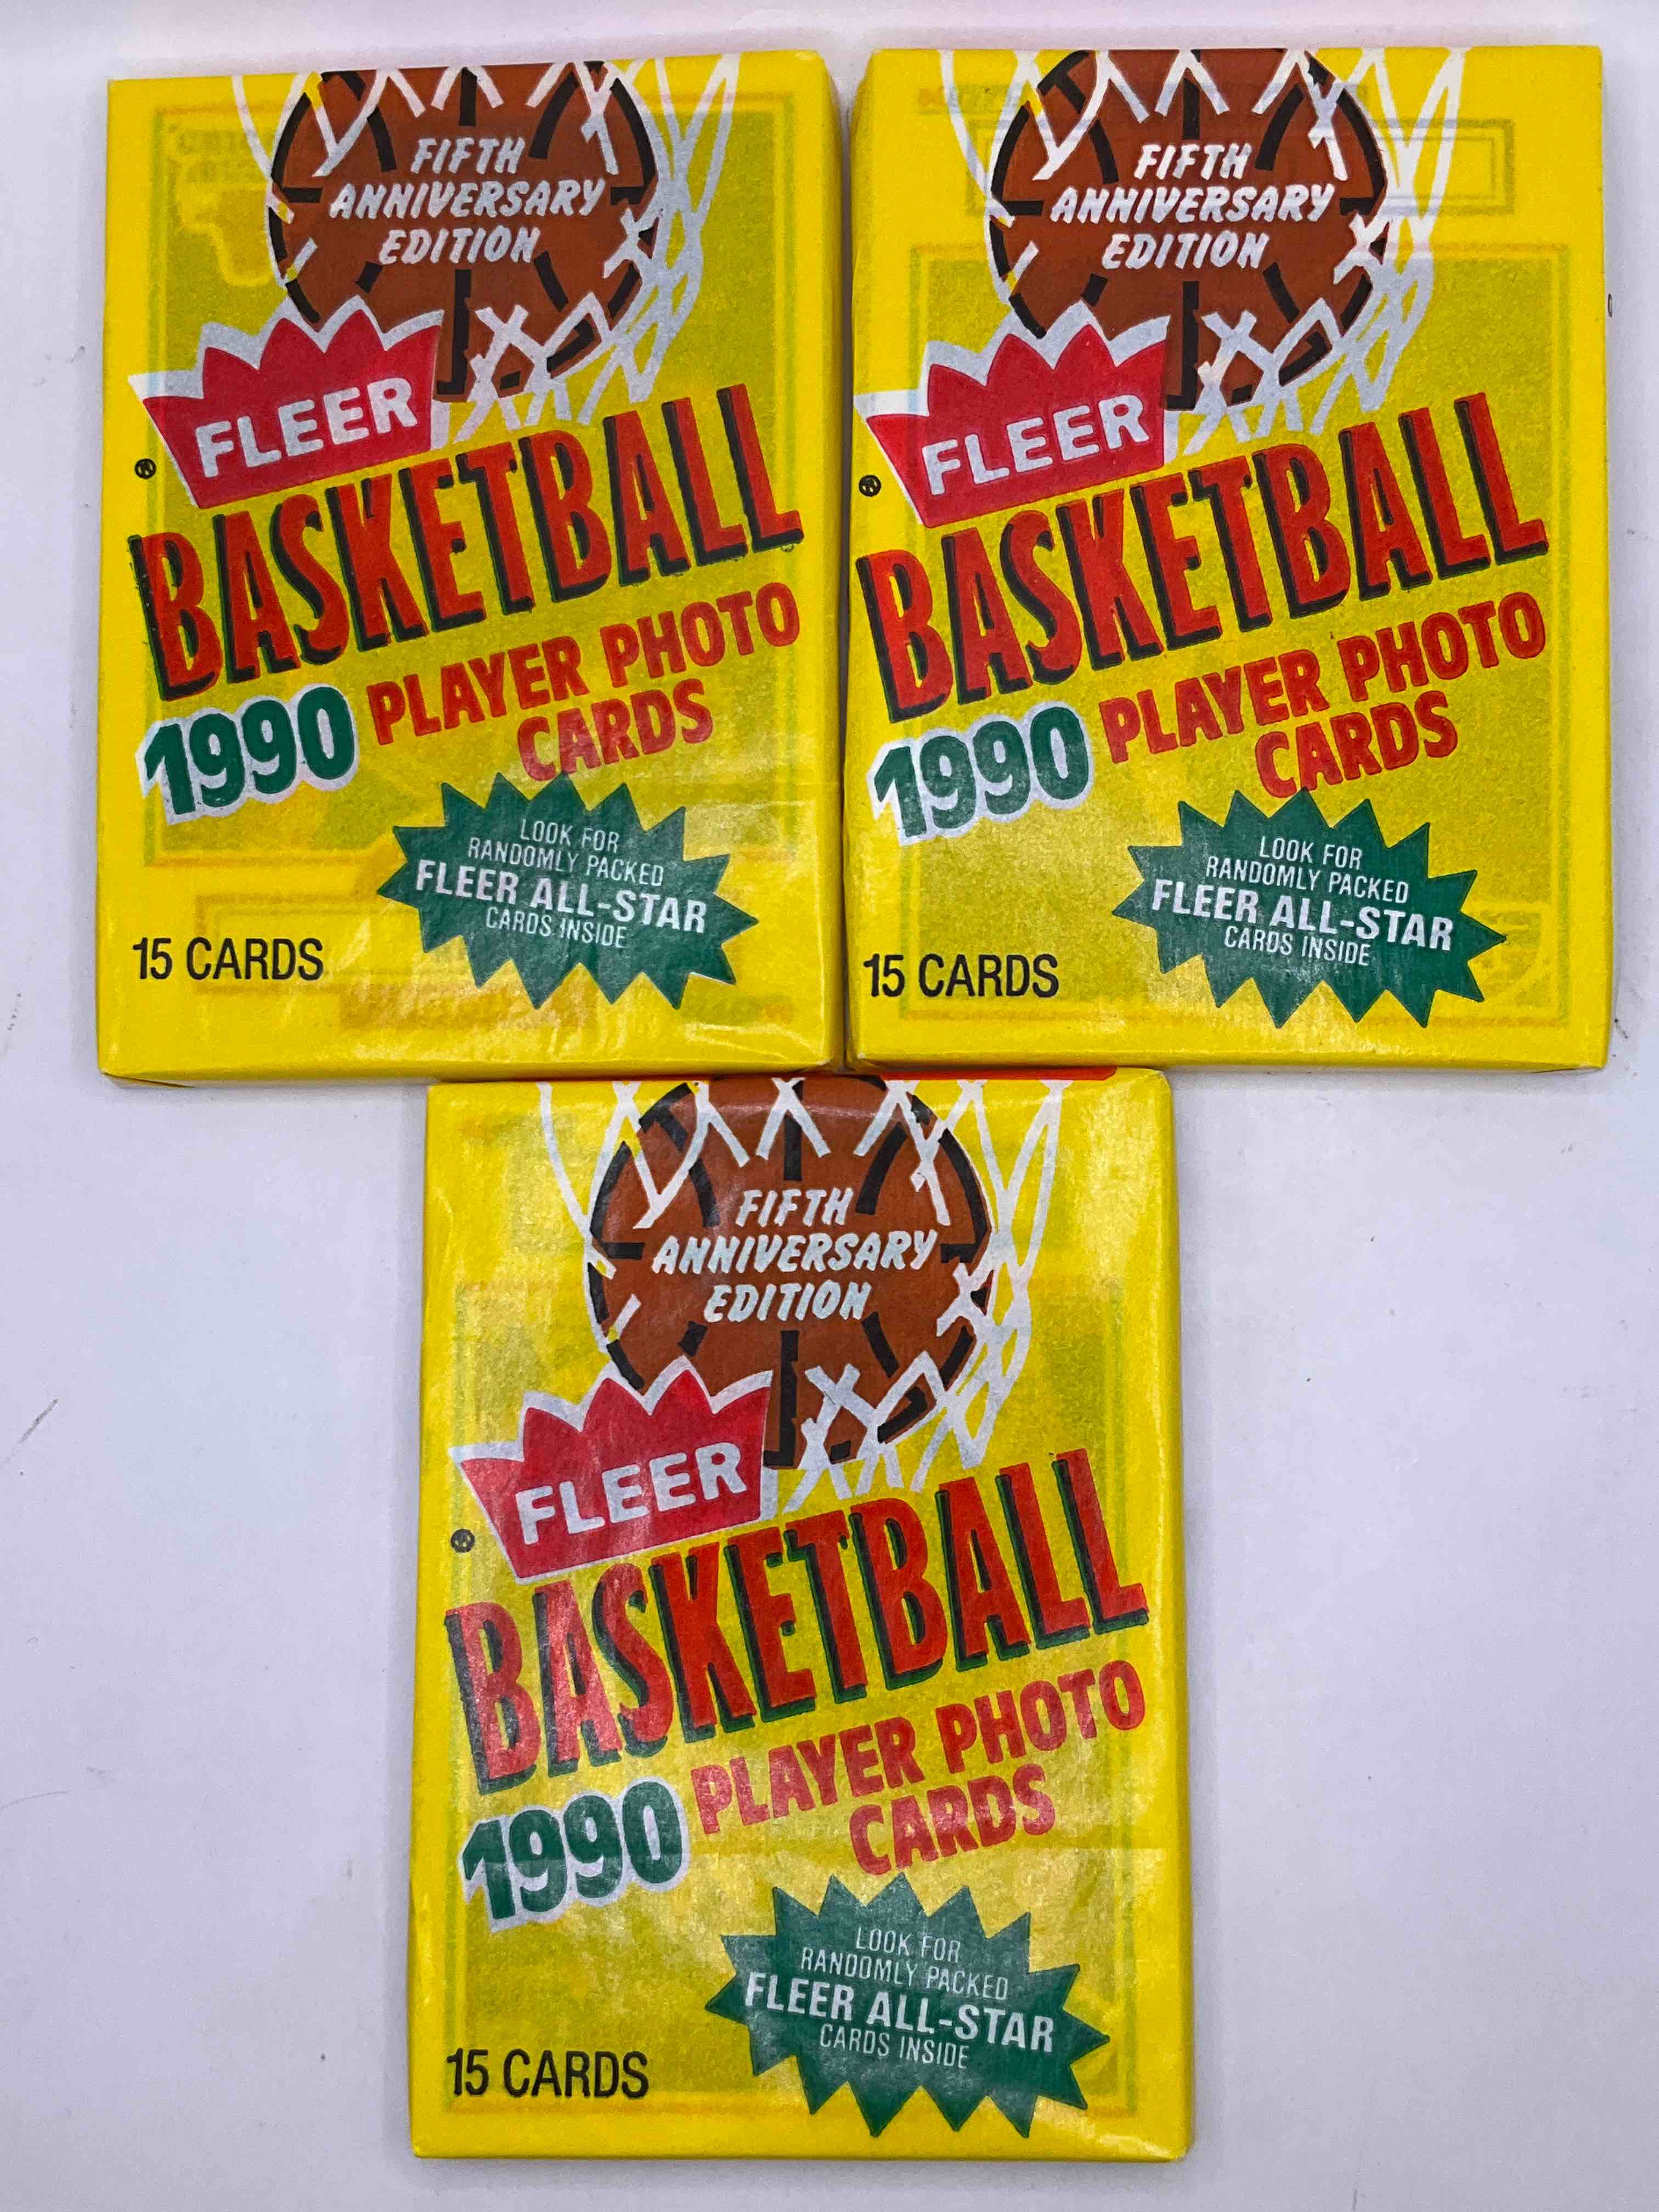 FIFTH
ANNIVERSARY
EDITION
FLEER
®
BASKETBALL
1990 PLAYER PHOTO
CARDS
LOOK FOR
RANDOMLY PACKED
FLEER ALL-STAR
CARDS INSIDE
15 CARDS
FIFTH
ANNIVERSARY
EDITION
FLEER
®
BASKETBALL
1990 PLAYER PHOTO
CARDS
LOOK FOR
RANDOMLY PACKED
FLEER ALL-STAR
CARDS INSIDE
15 CARDS
FIFTH
ANNIVERSARY
EDITION
FLEER
®
BASKETBALL
1990 PLAYER PHOTO
CARDS
LOOK FOR
RANDOMLY PACKED
FLEER ALL-STAR
CARDS INSIDE
15 CARDS